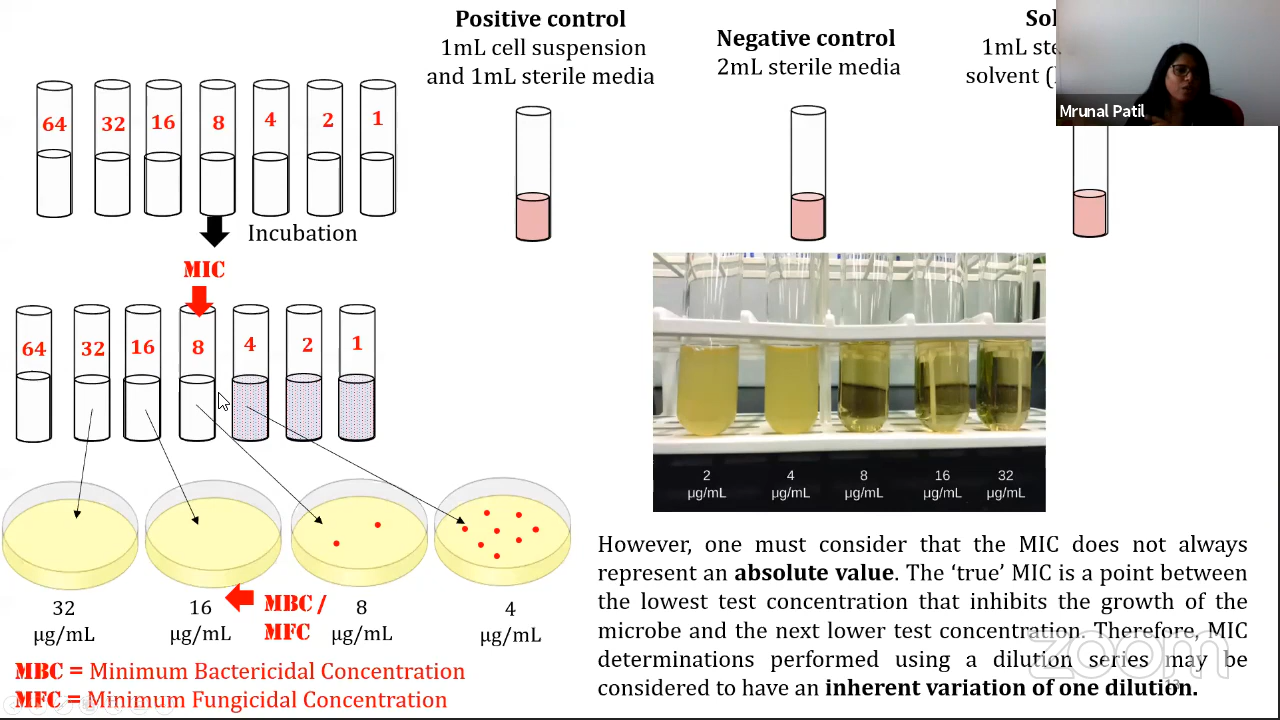 Positive control
1mL cell suspension
and 1mL sterile media
Negative control
2mL sterile media
1mL
solvent
Mrunal Patil
64 32 16 8 4 2 1
Incubation
MIC
64 32 16 8 4 2 1
2 4 8 16 32
µg/mL µg/mL µg/mL µg/mL µg/mL
32 16 8 4
µg/mL µg/mL µg/mL µg/mL
MBC /
MFC
MBC = Minimum Bactericidal Concentration
MFC = Minimum Fungicidal Concentration
However, one must consider that the MIC does not always
represent an absolute value. The ‘true’ MIC is a point between
the lowest test concentration that inhibits the growth of the
microbe and the next lower test concentration. Therefore, MIC
determinations performed using a dilution series may be
considered to have an inherent variation of one dilution.
zoom